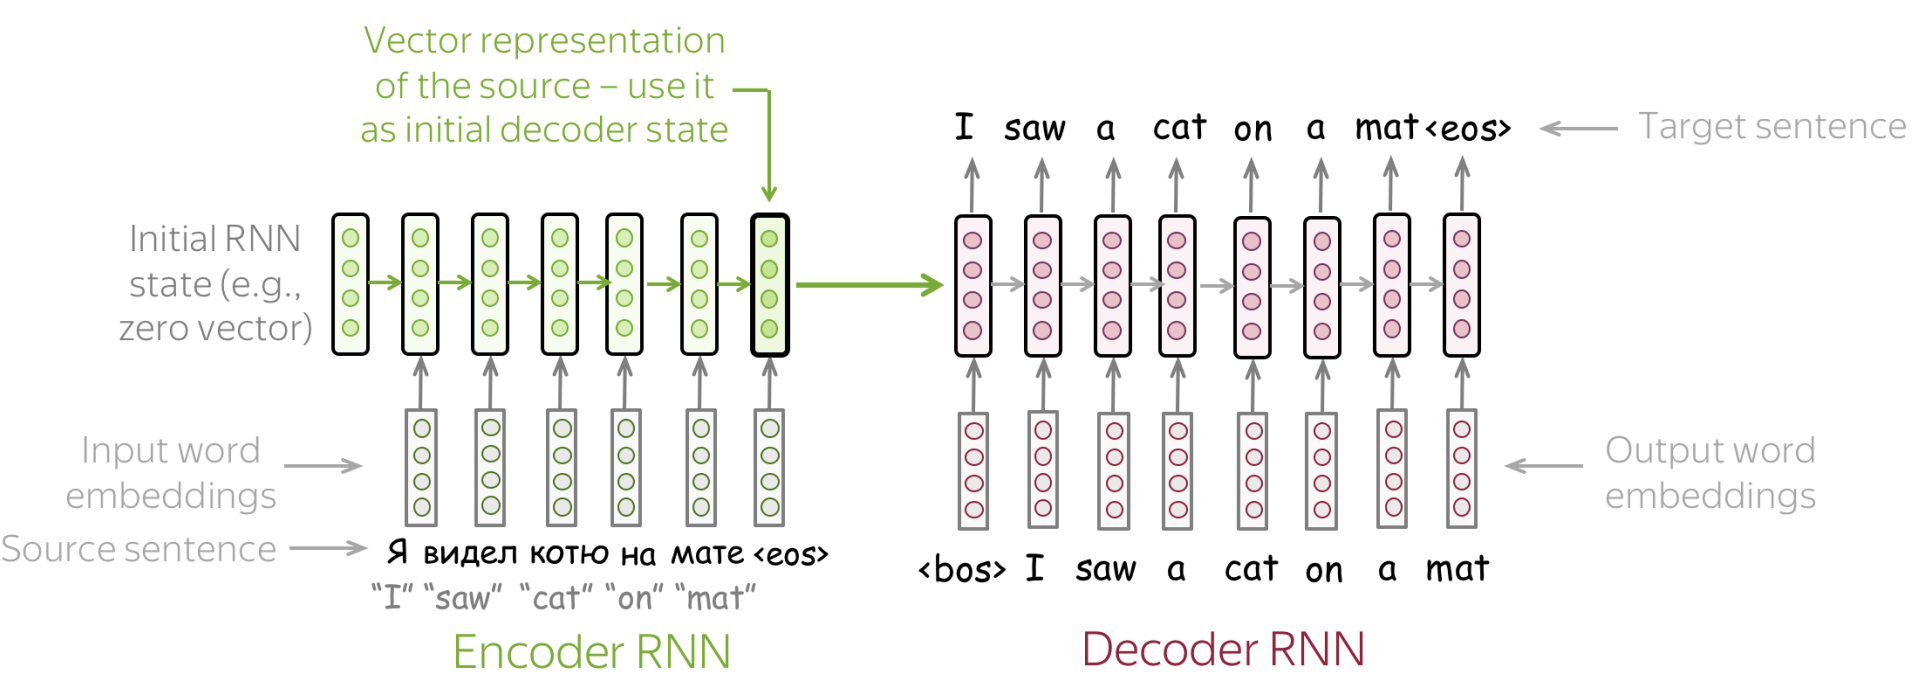 Vector representation
of the source – use it
as initial decoder state
I saw a cat on a mat <eos>
Target sentence
Initial RNN
state (e.g.,
zero vector)
Input word
embeddings
Output word
embeddings
Source sentence
Я видел котю на мате <eos>
"I" "saw" "cat" "on" "mat"
<bos> I saw a cat on a mat
Encoder RNN
Decoder RNN